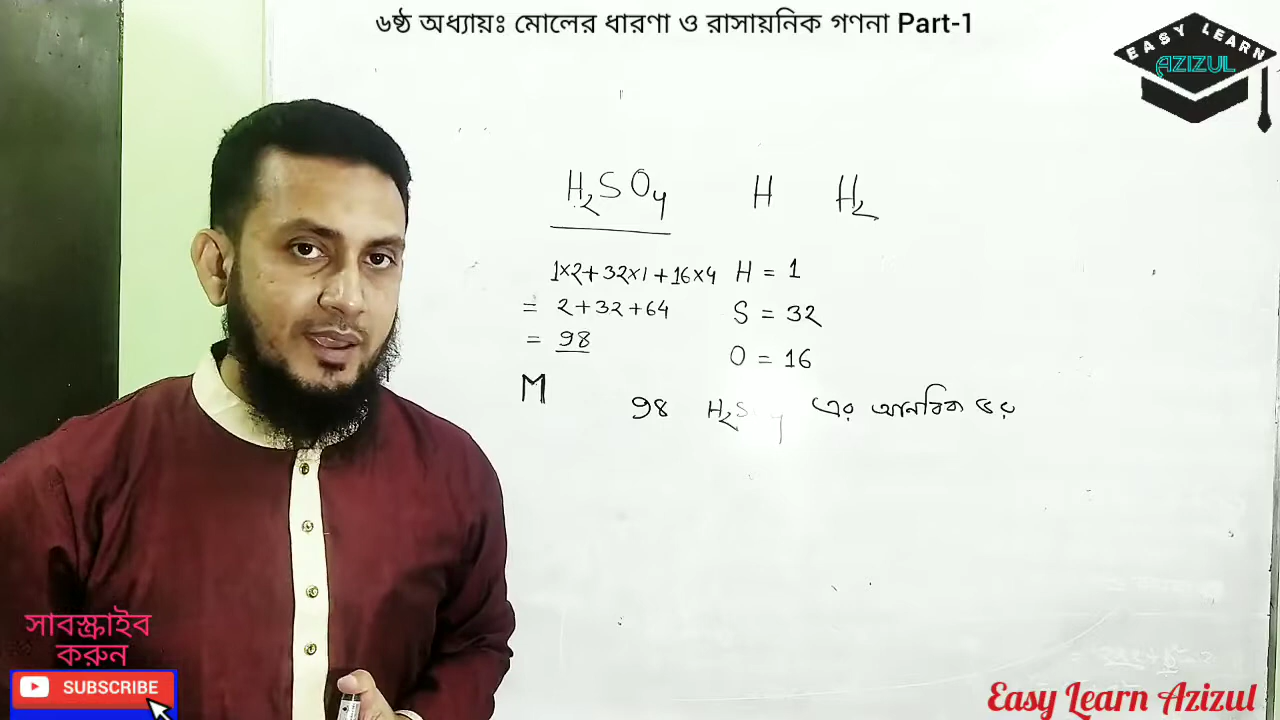 ৬ষ্ঠ অধ্যায়ঃ মোলের ধারণা ও রাসায়নিক গণনা Part-1
EASY LEARN
AZIZUL
H₂SO₄ H H₂
1×2+32×1+16×4 H = 1
= 2+32+64 S = 32
= 98 O = 16
M
98 H₂S এর আনবিক ভর
সাবস্ক্রাইব
করুন
SUBSCRIBE
Easy Learn Azizul